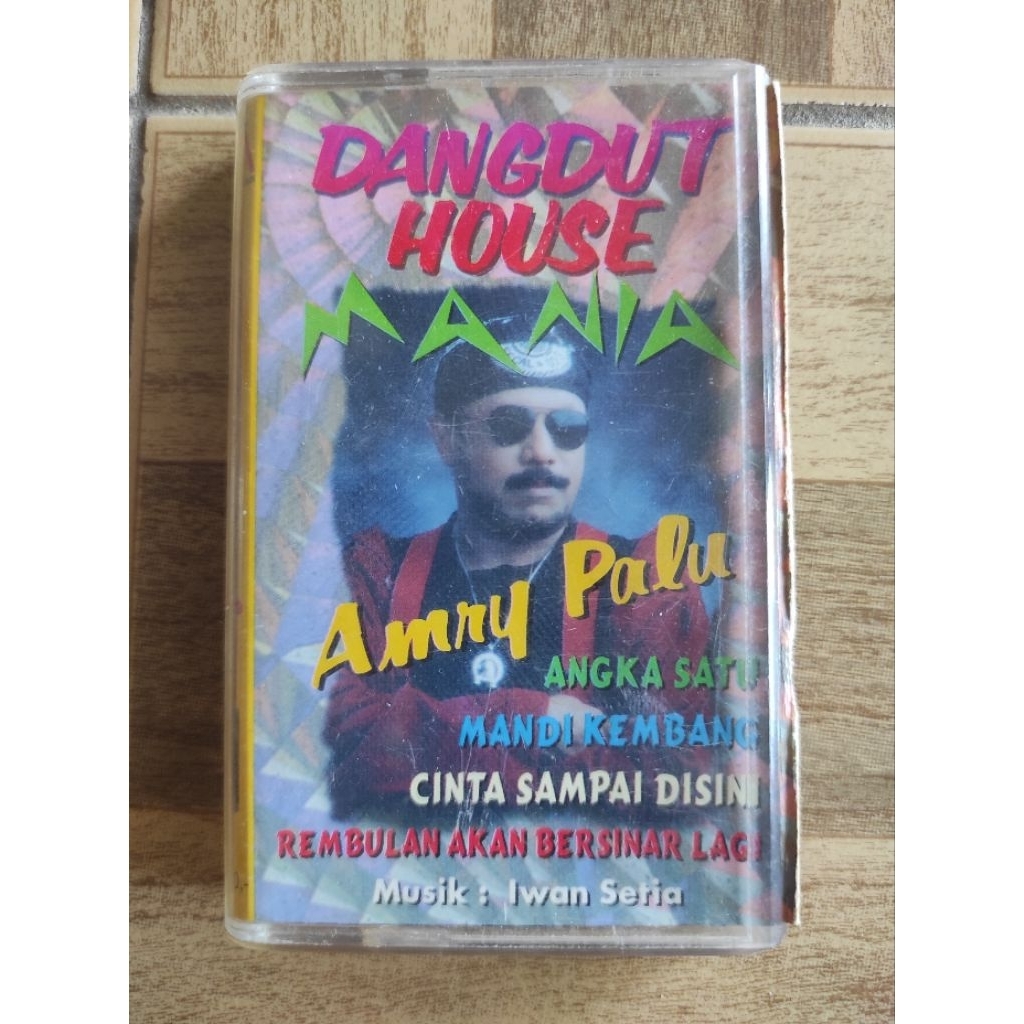 DANGDUT
HOUSE
MANIA
Amry Palu
ANGKA SATU
MANDI KEMBANG
CINTA SAMPAI DISINI
REMBULAN AKAN BERSINAR LAGI
Musik : Iwan Setia